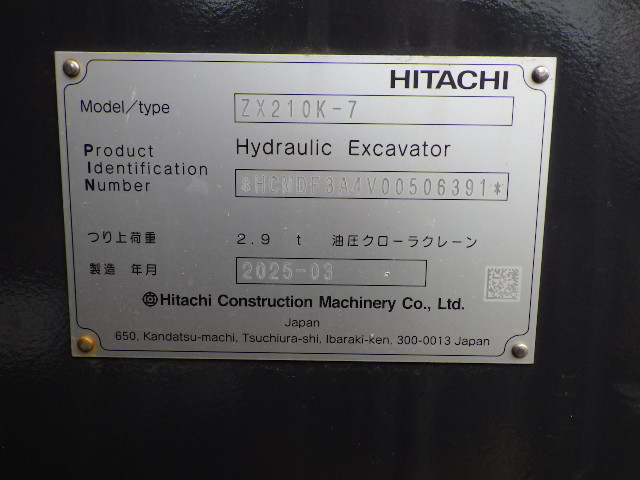 HITACHI
Model/type ZX210K-7
Product Identification Number
Hydraulic Excavator
つり上荷重 2.9 t 油圧クローラクレーン
製造 年月 2025-03
Hitachi Construction Machinery Co., Ltd.
Japan
650, Kandatsu-machi, Tsuchiura-shi, Ibaraki-ken, 300-0013 Japan